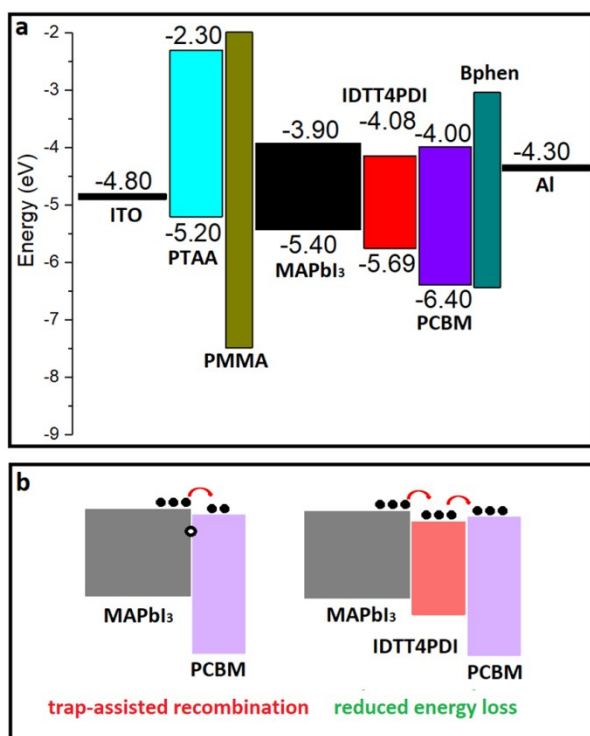 a
-2
-3
-4
-5
-6
-7
-8
-9
Energy (eV)
-2.30
Bphen
IDTT4PDI
-3.90
-4.08
-4.00
-4.30
Al
-4.80
ITO
-5.20
PTAA
-5.40
MAPbI₃
-5.69
-6.40
PCBM
PMMA
b
MAPbI₃
PCBM
MAPbI₃
IDTT4PDI
PCBM
trap-assisted recombination
reduced energy loss